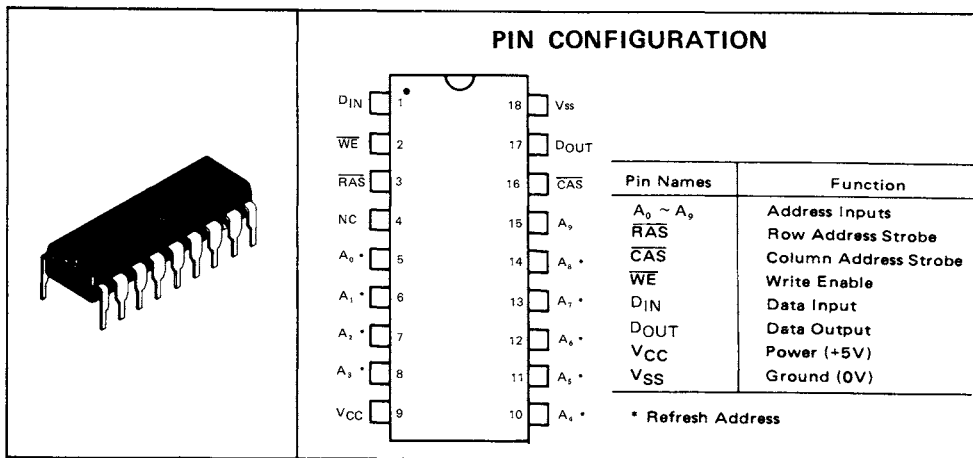 PIN CONFIGURATION
DIN 1
WE 2
RAS 3
NC 4
A₀ * 5
A₁ * 6
A₂ * 7
A₃ * 8
VCC 9
18 Vss
17 DOUT
16 CAS
15 A₉
14 A₈ *
13 A₇ *
12 A₆ *
11 A₅ *
10 A₄ *
Pin Names Function
A₀ ~ A₉ Address Inputs
RAS Row Address Strobe
CAS Column Address Strobe
WE Write Enable
DIN Data Input
DOUT Data Output
VCC Power (+5V)
VSS Ground (0V)
* Refresh Address